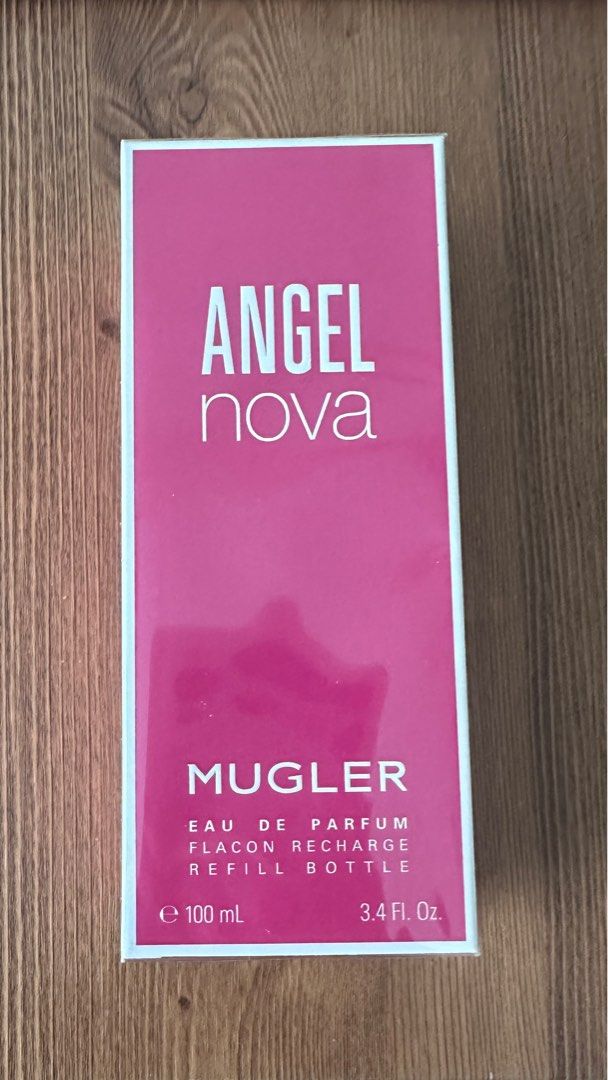 ANGEL
nova
MUGLER
EAU DE PARFUM
FLACON RECHARGE
REFILL BOTTLE
℮ 100 mL 3.4 Fl. Oz.